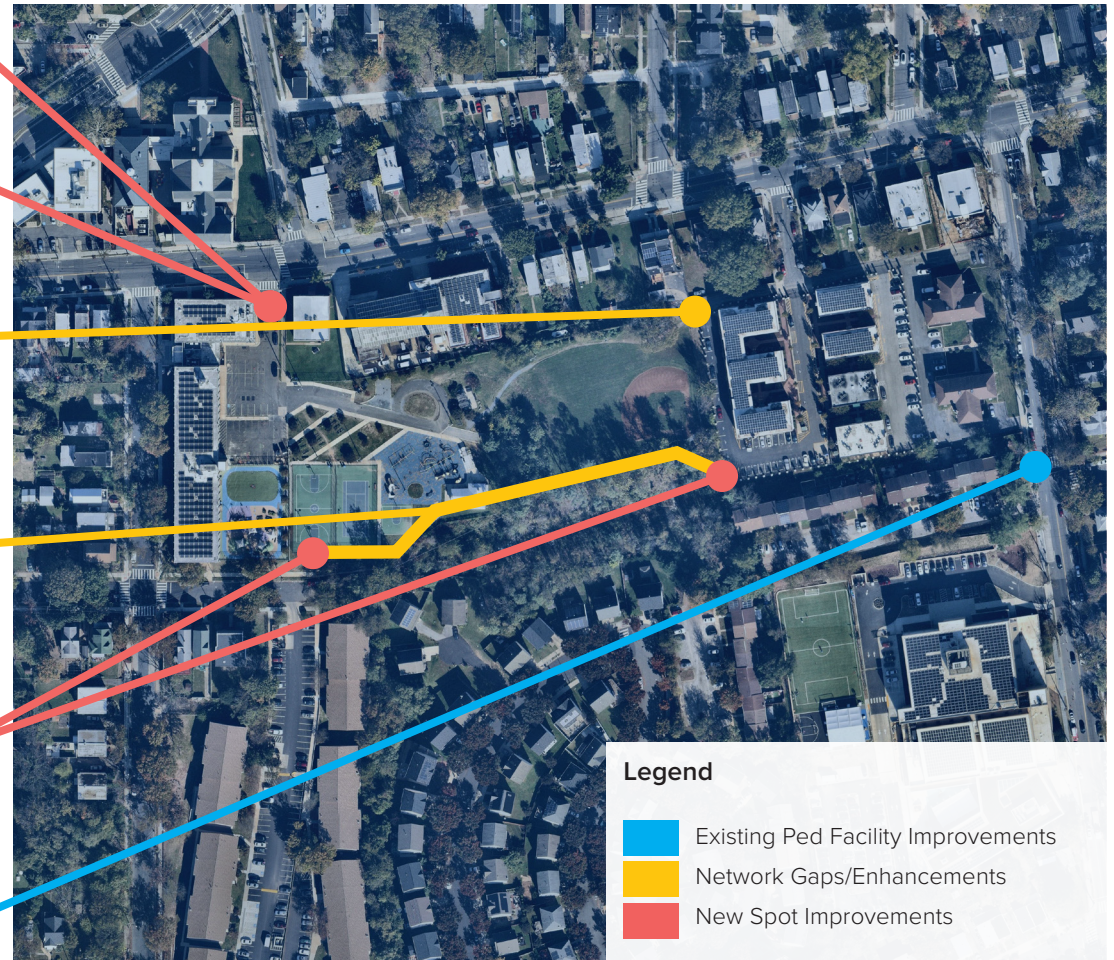 Legend
Existing Ped Facility Improvements
Network Gaps/Enhancements
New Spot Improvements